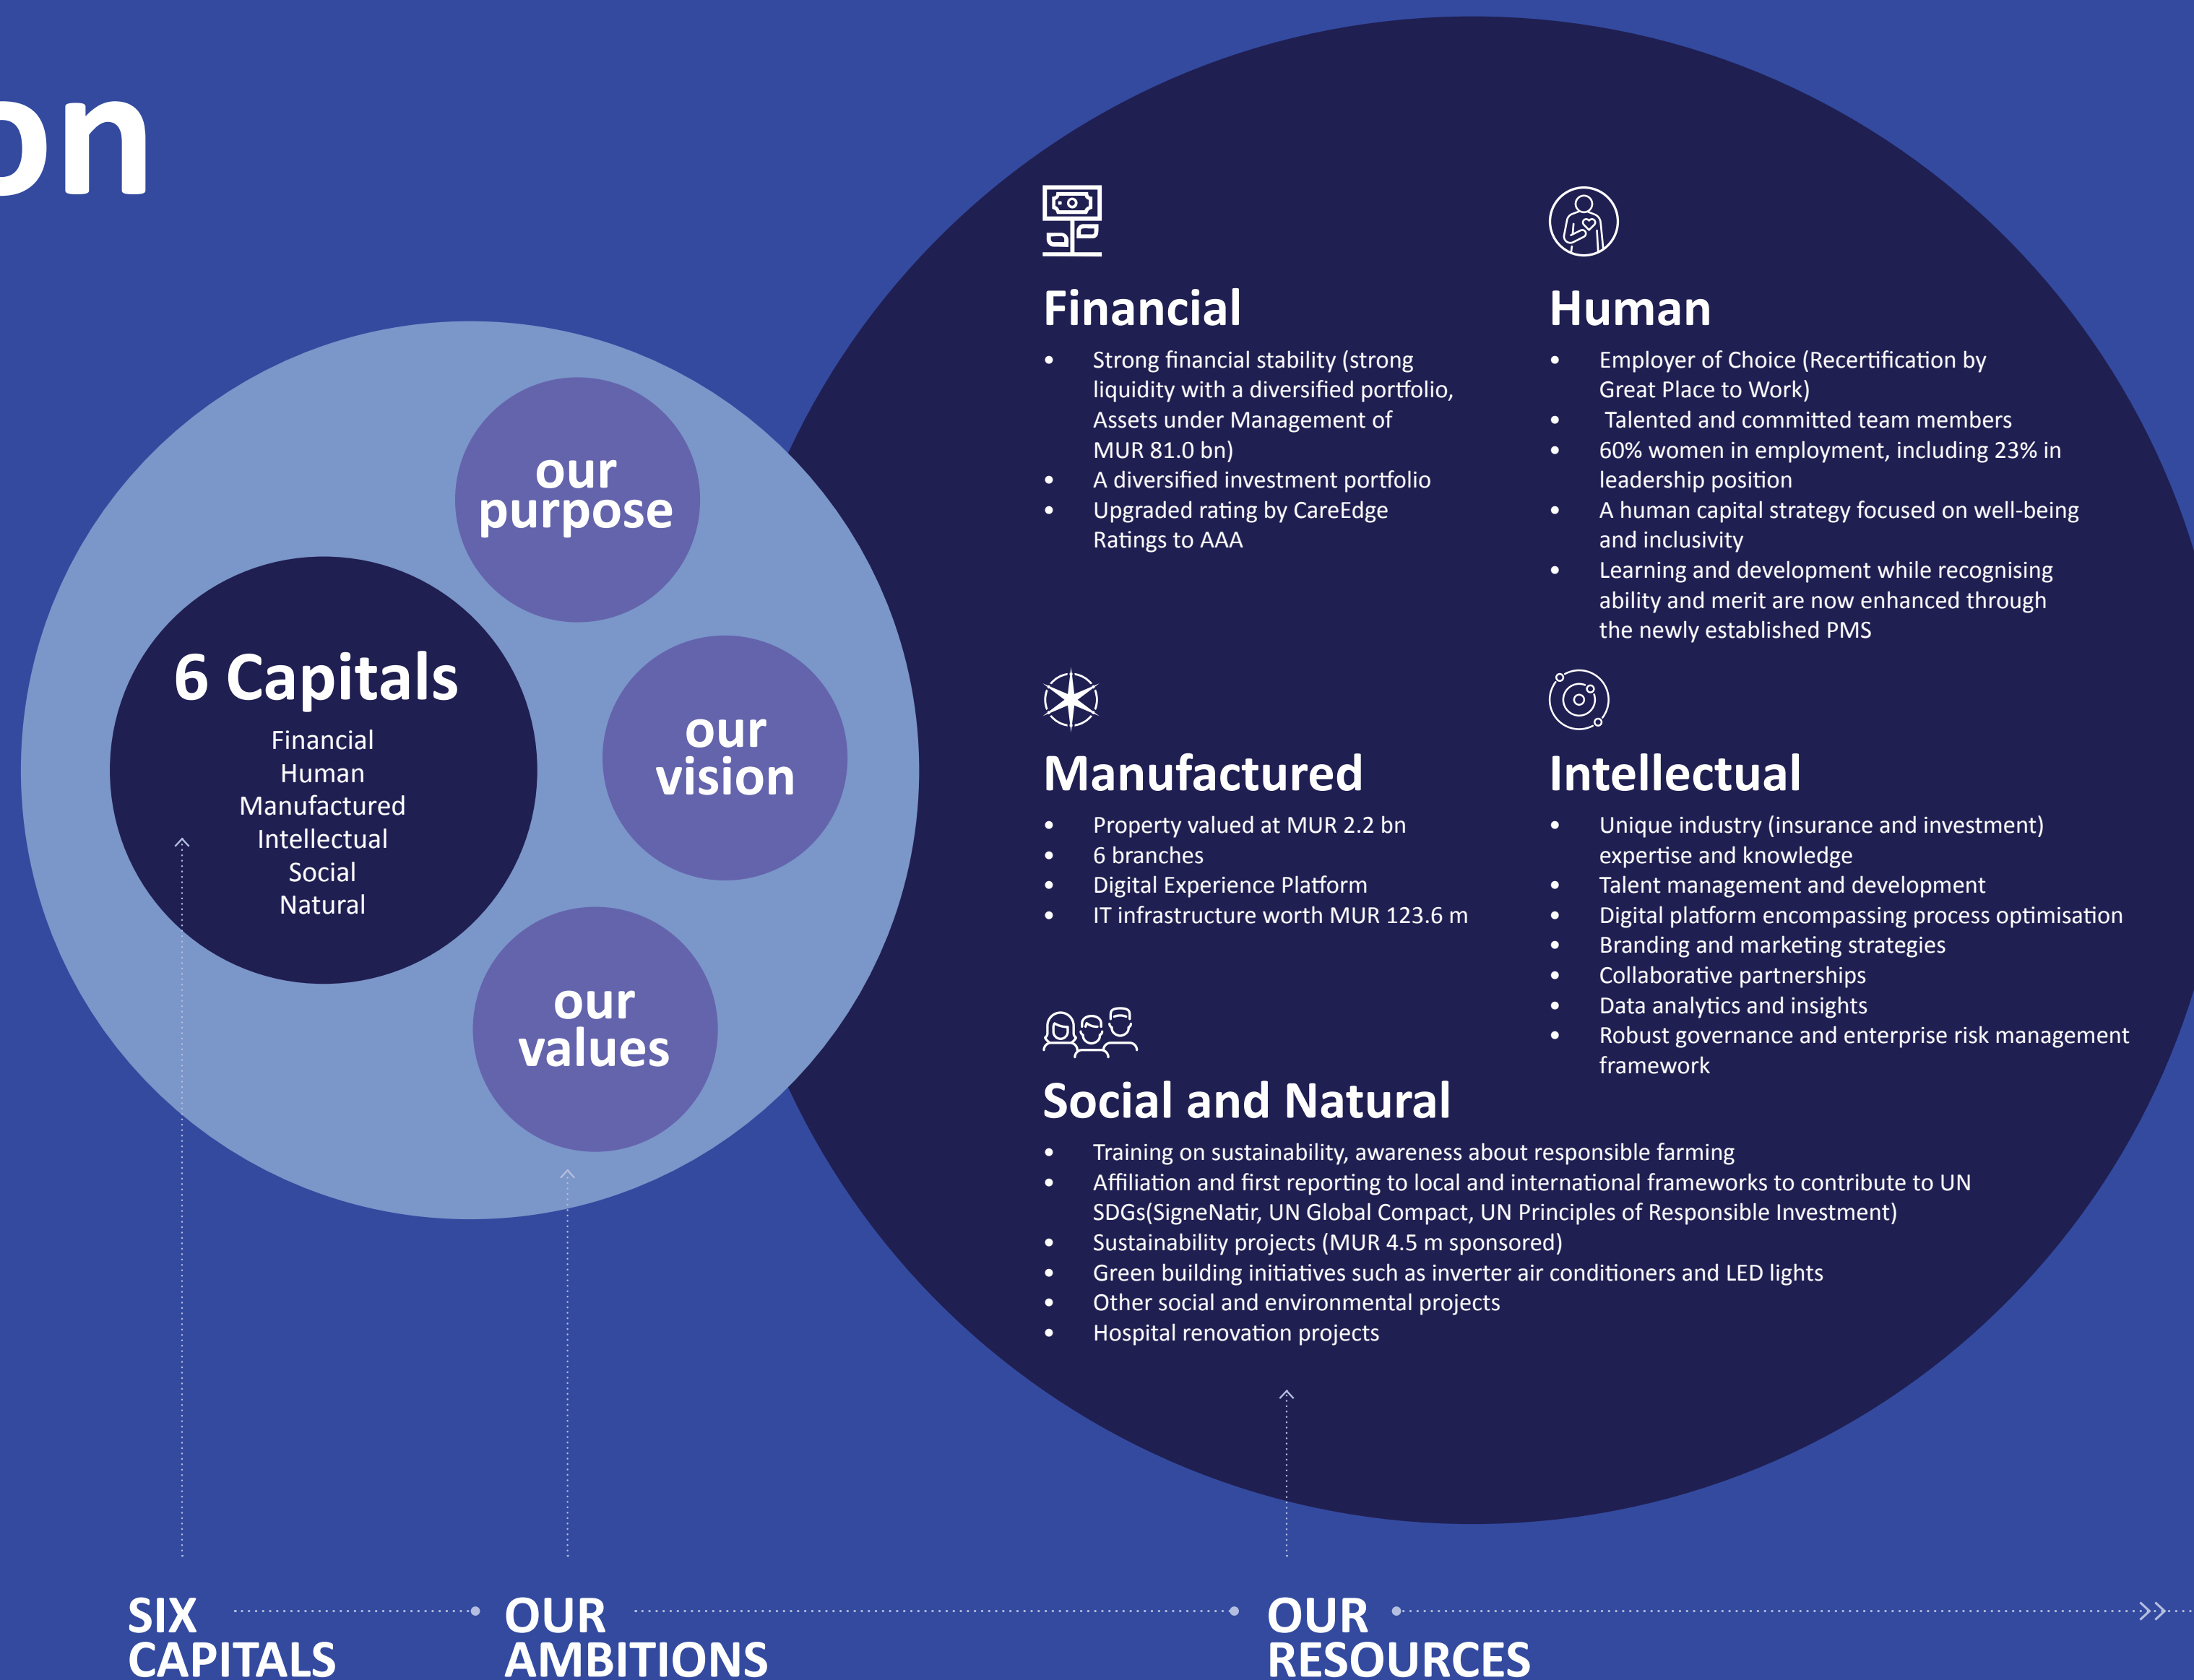 on
6 Capitals
Financial
Human
Manufactured
Intellectual
Social
Natural
our
purpose
our
vision
our
values
Financial
• Strong financial stability (strong
liquidity with a diversified portfolio,
Assets under Management of
MUR 81.0 bn)
• A diversified investment portfolio
• Upgraded rating by CareEdge
Ratings to AAA
Human
• Employer of Choice (Recertification by
Great Place to Work)
• Talented and committed team members
• 60% women in employment, including 23% in
leadership position
• A human capital strategy focused on well-being
and inclusivity
• Learning and development while recognising
ability and merit are now enhanced through
the newly established PMS
Manufactured
• Property valued at MUR 2.2 bn
• 6 branches
• Digital Experience Platform
• IT infrastructure worth MUR 123.6 m
Intellectual
• Unique industry (insurance and investment)
expertise and knowledge
• Talent management and development
• Digital platform encompassing process optimisation
• Branding and marketing strategies
• Collaborative partnerships
• Data analytics and insights
• Robust governance and enterprise risk management
framework
Social and Natural
• Training on sustainability, awareness about responsible farming
• Affiliation and first reporting to local and international frameworks to contribute to UN
SDGs(SigneNatir, UN Global Compact, UN Principles of Responsible Investment)
• Sustainability projects (MUR 4.5 m sponsored)
• Green building initiatives such as inverter air conditioners and LED lights
• Other social and environmental projects
• Hospital renovation projects
SIX
CAPITALS
OUR
AMBITIONS
OUR
RESOURCES